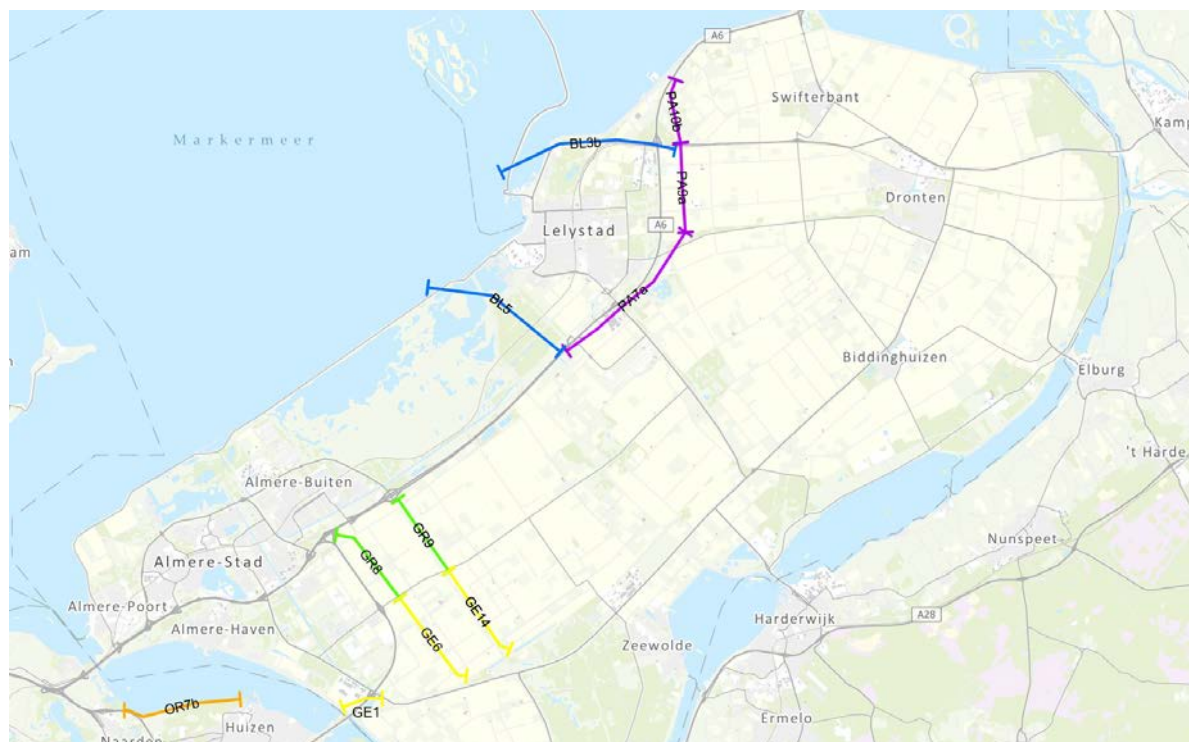 A6
Swifterbant
PA10b
Kamp
Markermeer
BL3b
PA9a
Dronten
A6
Lelystad
am
BL5
PA7a
Biddinghuizen
Elburg
n
't Harde
Almere-Buiten
GR9
Nunspeet
GR8
Almere-Stad
Almere-Poort
GE14
Harderwijk
A28
Almere-Haven
GE6
Zeewolde
OR7b
GE1
Huizen
Ermelo
Naarden